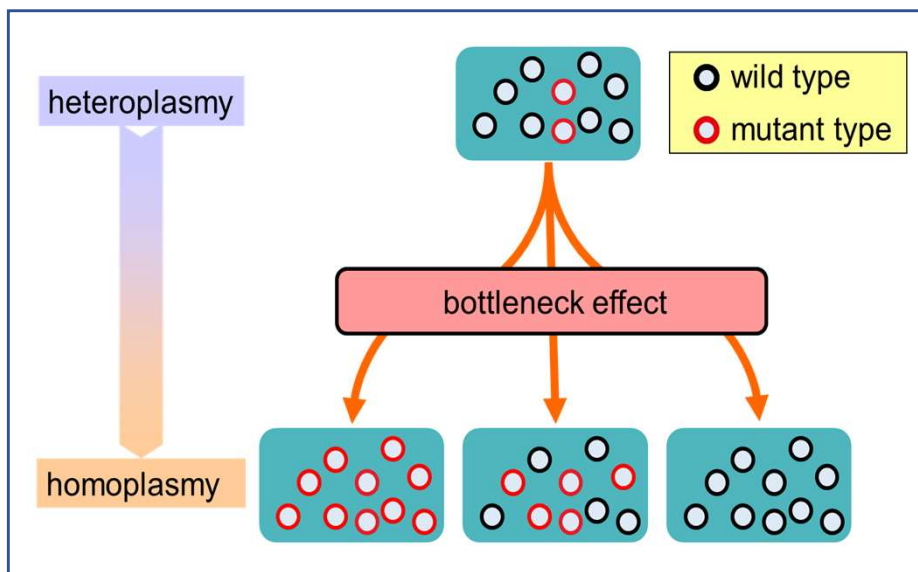 heteroplasmy
wild type
mutant type
bottleneck effect
homoplasmy